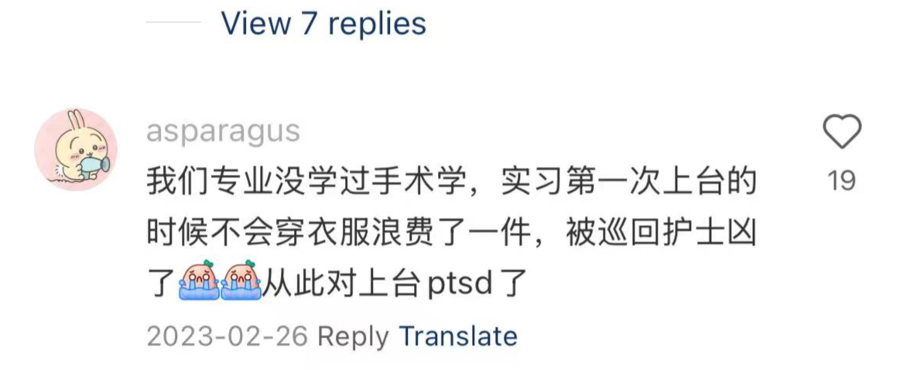 View 7 replies
asparagus
我们专业没学过手术学，实习第一次上台的
19
时候不会穿衣服浪费了一件，被巡回护士凶
了😭😭从此对上台ptsd了
2023-02-26 Reply Translate